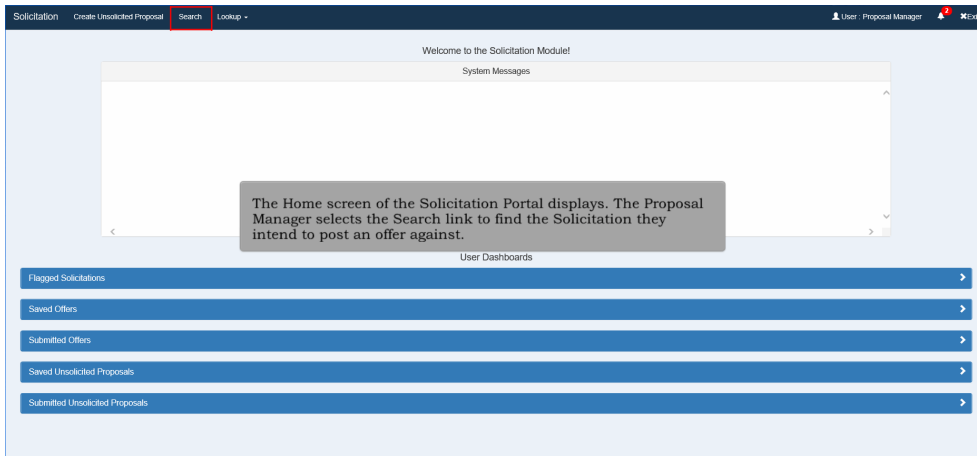 Solicitation Create Unsolicited Proposal Search Lookup User : Proposal Manager 2
Welcome to the Solicitation Module!
System Messages
The Home screen of the Solicitation Portal displays. The Proposal
Manager selects the Search link to find the Solicitation they
intend to post an offer against.
User Dashboards
Flagged Solicitations
Saved Offers
Submitted Offers
Saved Unsolicited Proposals
Submitted Unsolicited Proposals